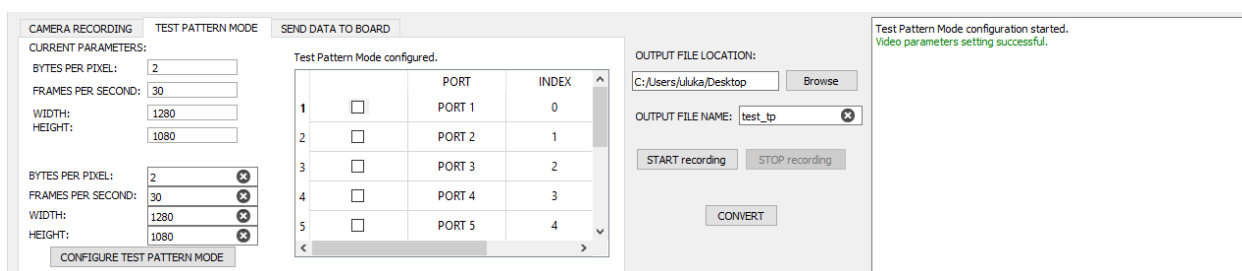 CAMERA RECORDING TEST PATTERN MODE SEND DATA TO BOARD
CURRENT PARAMETERS:
BYTES PER PIXEL: 2
FRAMES PER SECOND: 30
WIDTH: 1280
HEIGHT: 1080
BYTES PER PIXEL: 2
FRAMES PER SECOND: 30
WIDTH: 1280
HEIGHT: 1080
CONFIGURE TEST PATTERN MODE
Test Pattern Mode configured.
PORT INDEX
1 PORT 1 0
2 PORT 2 1
3 PORT 3 2
4 PORT 4 3
5 PORT 5 4
OUTPUT FILE LOCATION:
C:/Users/uluka/Desktop Browse
OUTPUT FILE NAME: test_tp
START recording STOP recording
CONVERT
Test Pattern Mode configuration started.
Video parameters setting successful.